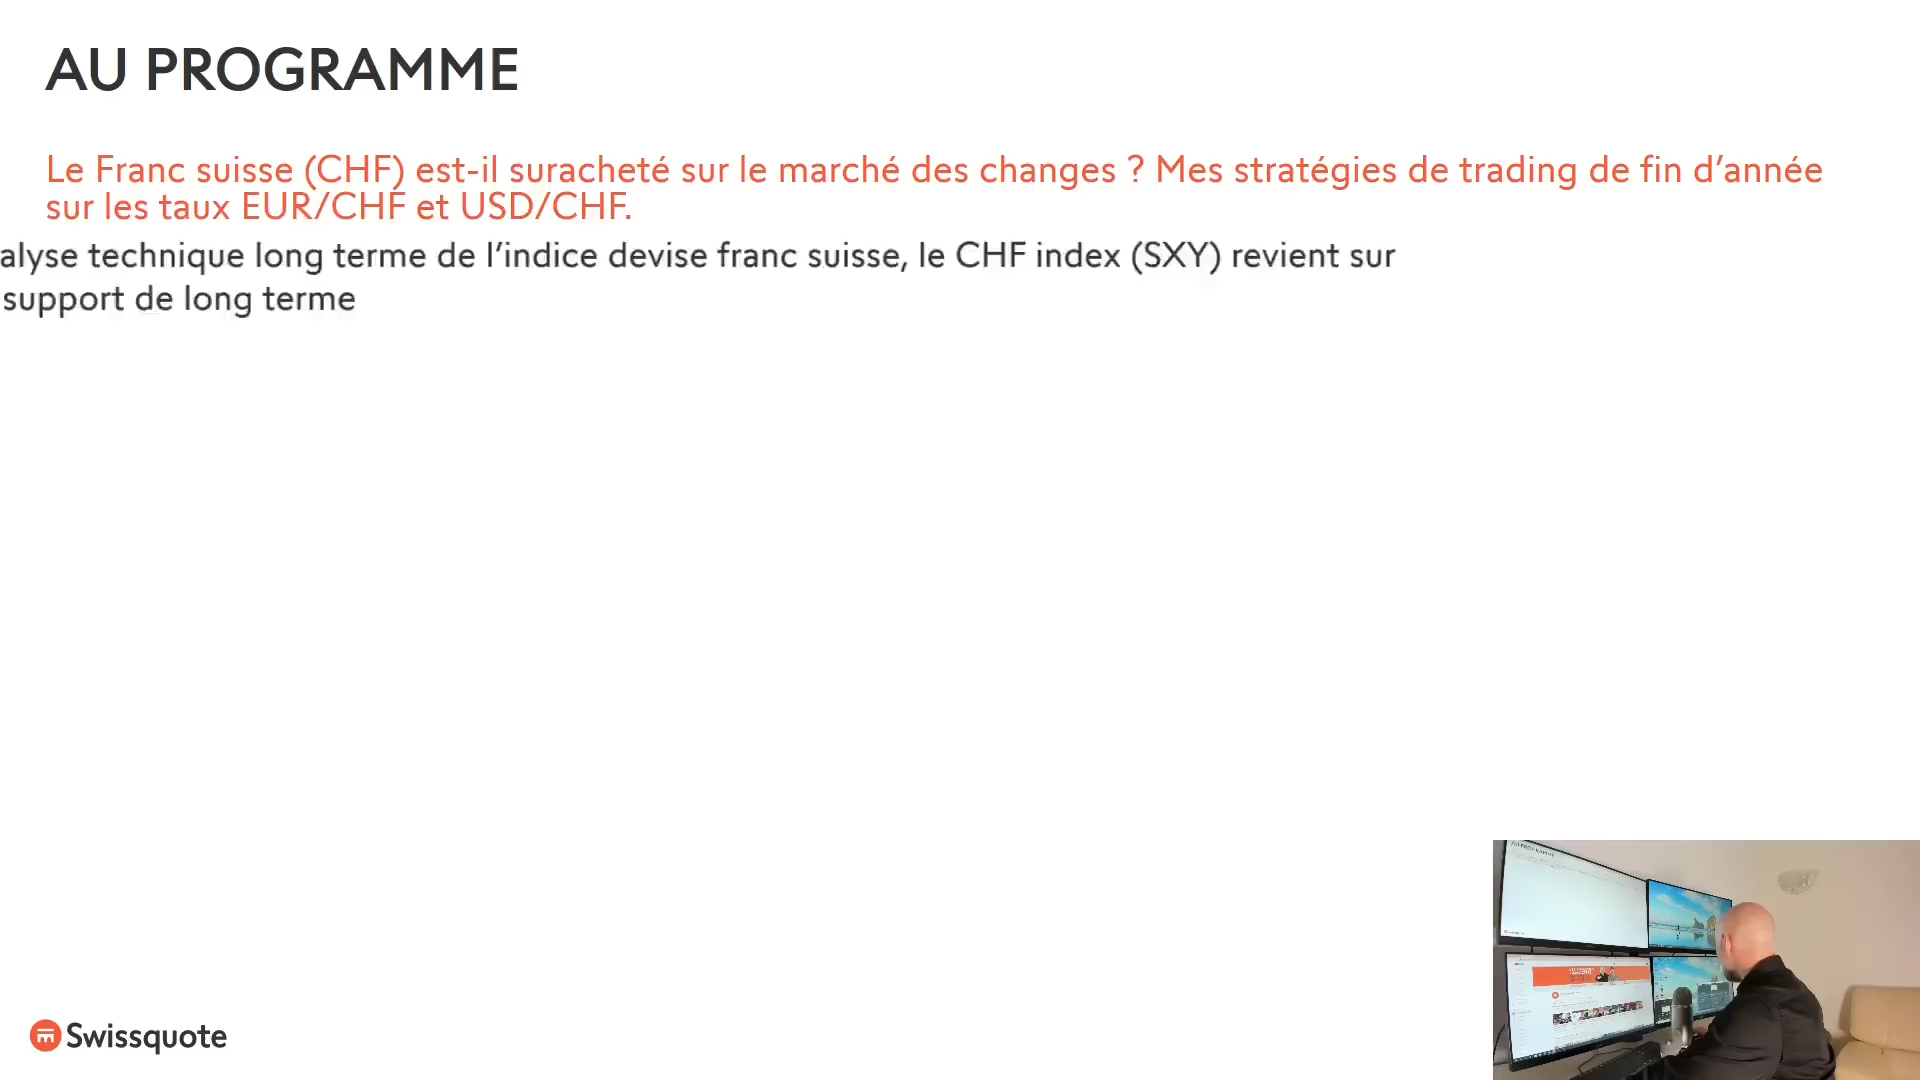 AU PROGRAMME
Le Franc suisse (CHF) est-il suracheté sur le marché des changes ? Mes stratégies de trading de fin d’année
sur les taux EUR/CHF et USD/CHF.
alyse technique long terme de l’indice devise franc suisse, le CHF index (SXY) revient sur
support de long terme
Swissquote